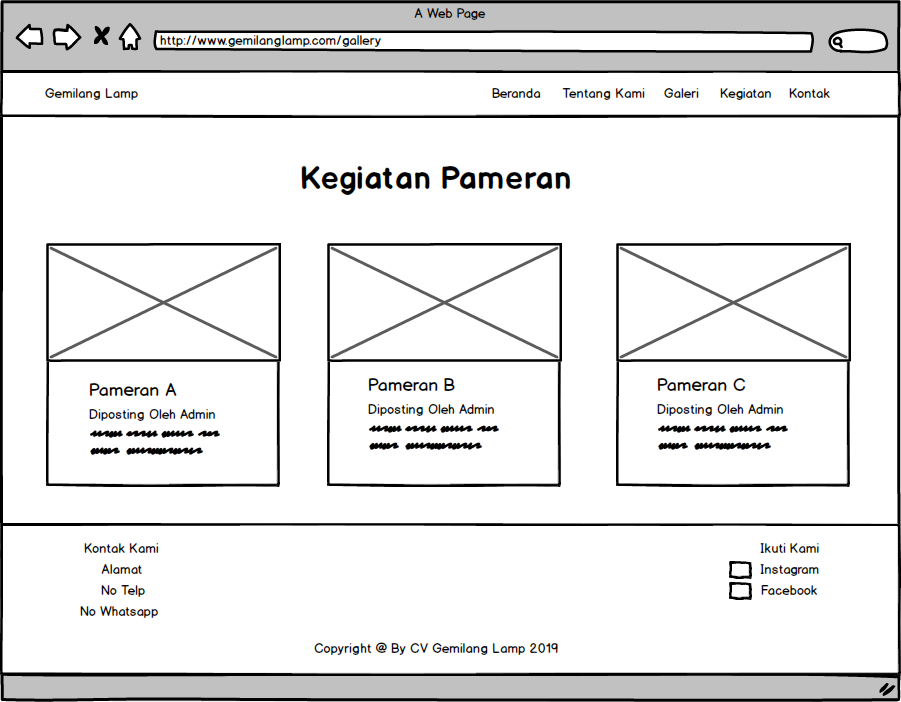 A Web Page
http://www.gemilanglamp.com/gallery
Gemilang Lamp
Beranda Tentang Kami Galeri Kegiatan Kontak
Kegiatan Pameran
Pameran A
Diposting Oleh Admin
Pameran B
Diposting Oleh Admin
Pameran C
Diposting Oleh Admin
Kontak Kami
Alamat
No Telp
No Whatsapp
Ikuti Kami
Instagram
Facebook
Copyright @ By CV Gemilang Lamp 2019